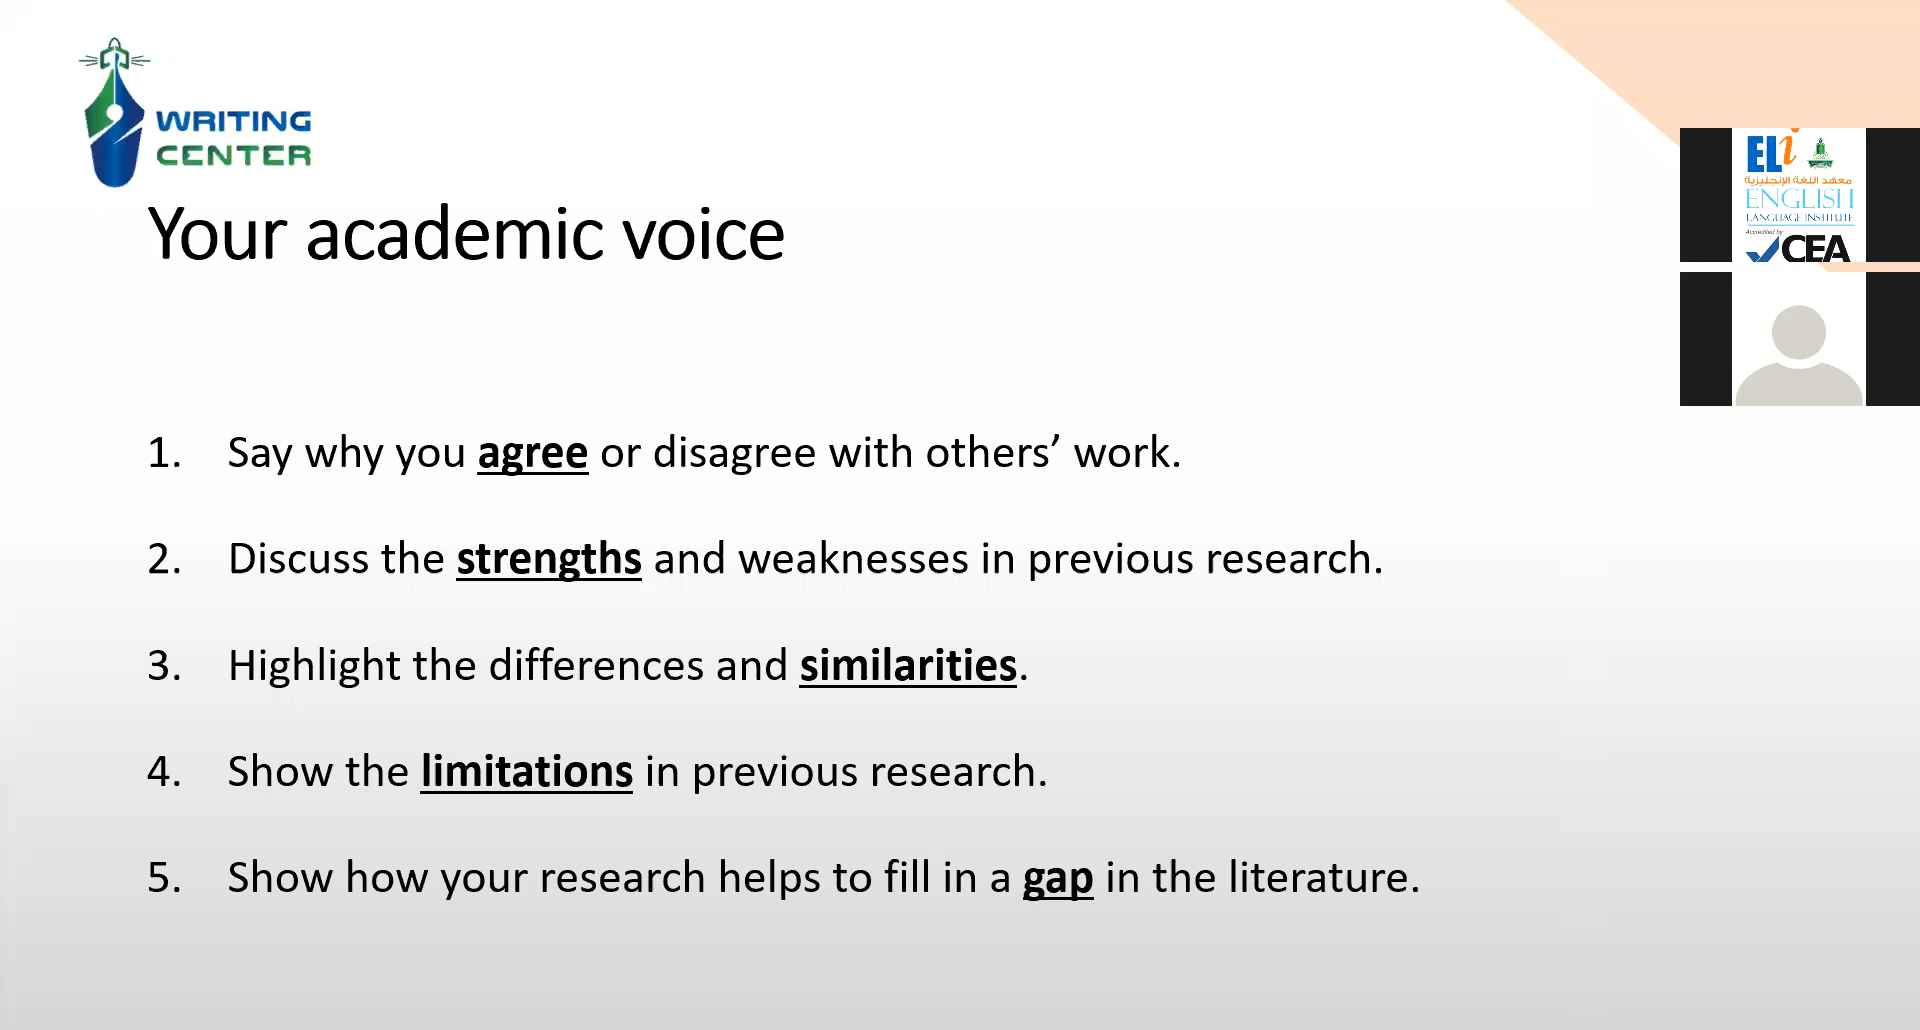 WRITING
CENTER
Your academic voice
1. Say why you agree or disagree with others’ work.
2. Discuss the strengths and weaknesses in previous research.
3. Highlight the differences and similarities.
4. Show the limitations in previous research.
5. Show how your research helps to fill in a gap in the literature.
ELi
معهد اللغة الإنجليزية
ENGLISH
LANGUAGE INSTITUTE
Accredited by
CEA